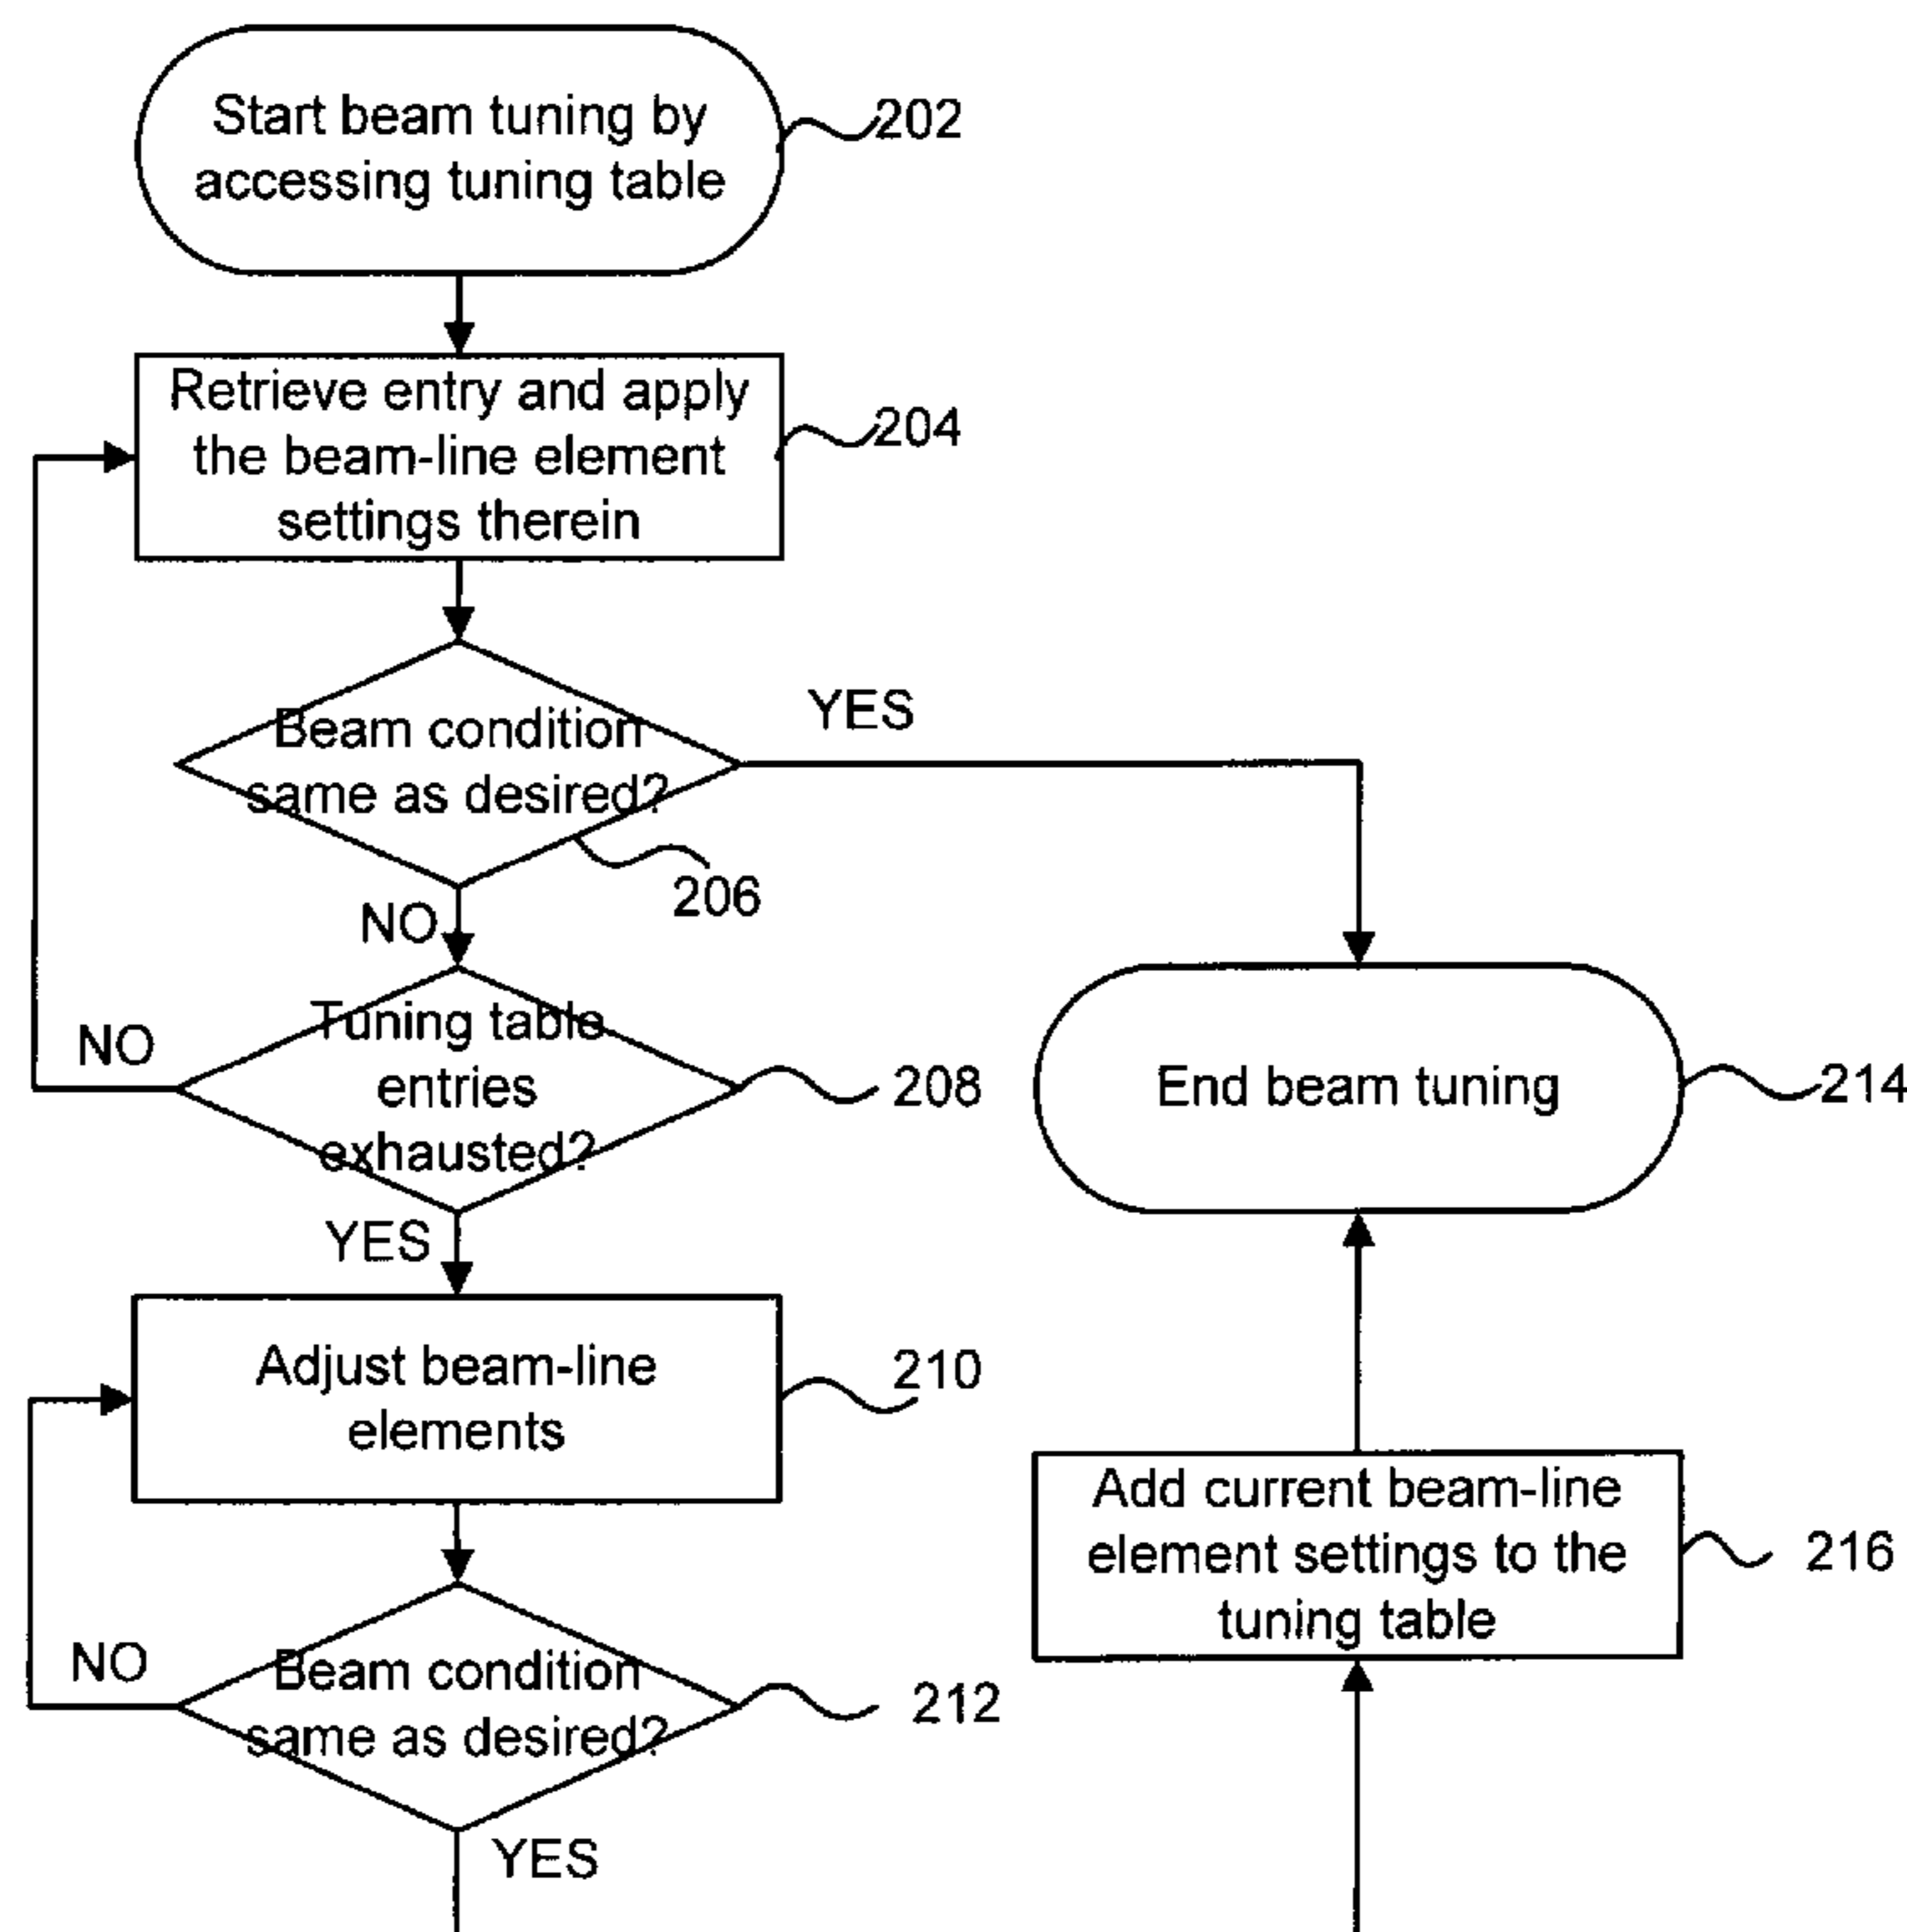 Start beam tuning by
accessing tuning table
202
Retrieve entry and apply
the beam-line element
settings therein
204
Beam condition
same as desired?
YES
206
NO
Tuning table
entries
exhausted?
NO
208
YES
End beam tuning
214
Adjust beam-line
elements
210
Add current beam-line
element settings to the
tuning table
216
Beam condition
same as desired?
NO
212
YES